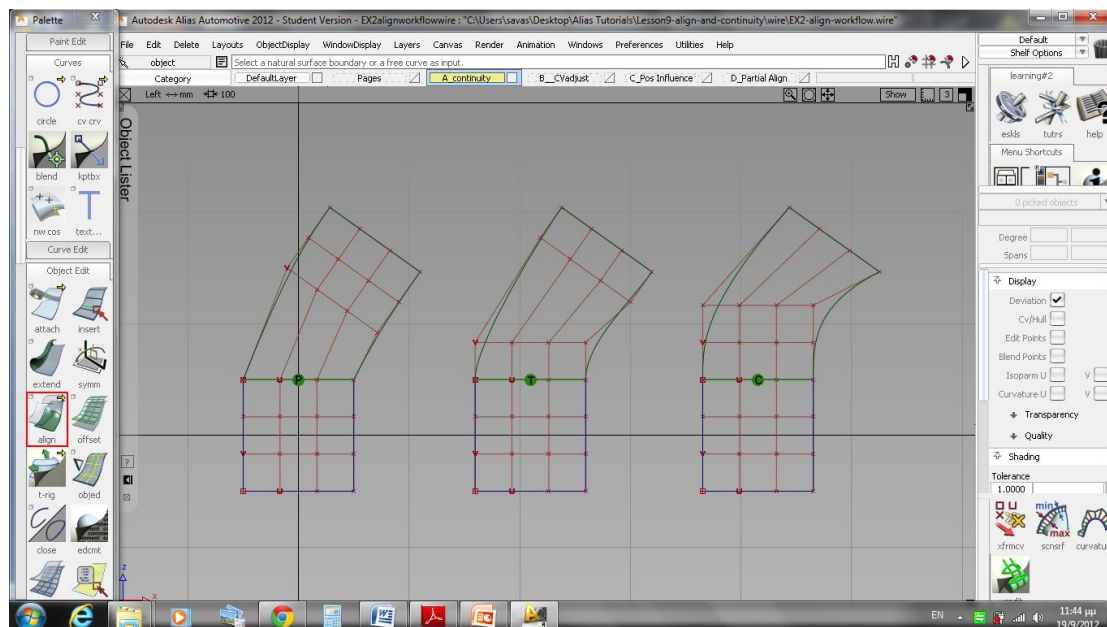 Palette
Autodesk Alias Automotive 2012 - Student Version - EX2alignworkflowwire : "C:\Users\savas\Desktop\Alias Tutorials\Lesson9-align-and-continuity\wire\EX2-align-workflow.wire"
Paint Edit
Curves
circle cv crv
blend kptbx
nw cos text...
Curve Edit
Object Edit
attach insert
extend symm
align offset
t-rig objed
close edcmt
File Edit Delete Layouts ObjectDisplay WindowDisplay Layers Canvas Render Animation Windows Preferences Utilities Help
object Select a natural surface boundary or a free curve as input.
Category DefaultLayer Pages A_continuity B__CVadjust C_Pos Influence D_Partial Align
Left <-> mm 100 Show 3
Object Lister
P T C
?
z
x
Default
Shelf Options
learning#2
eskls tutrs help
Menu Shortcuts
0 picked objects
Degree
Spans
Display
Deviation
Cv/Hull
Edit Points
Blend Points
Isoparm U V
Curvature U V
Transparency
Quality
Shading
Tolerance
1.0000
min max
xfrmcv scnsrf curvatu
EN 11:44 μμ
19/9/2012